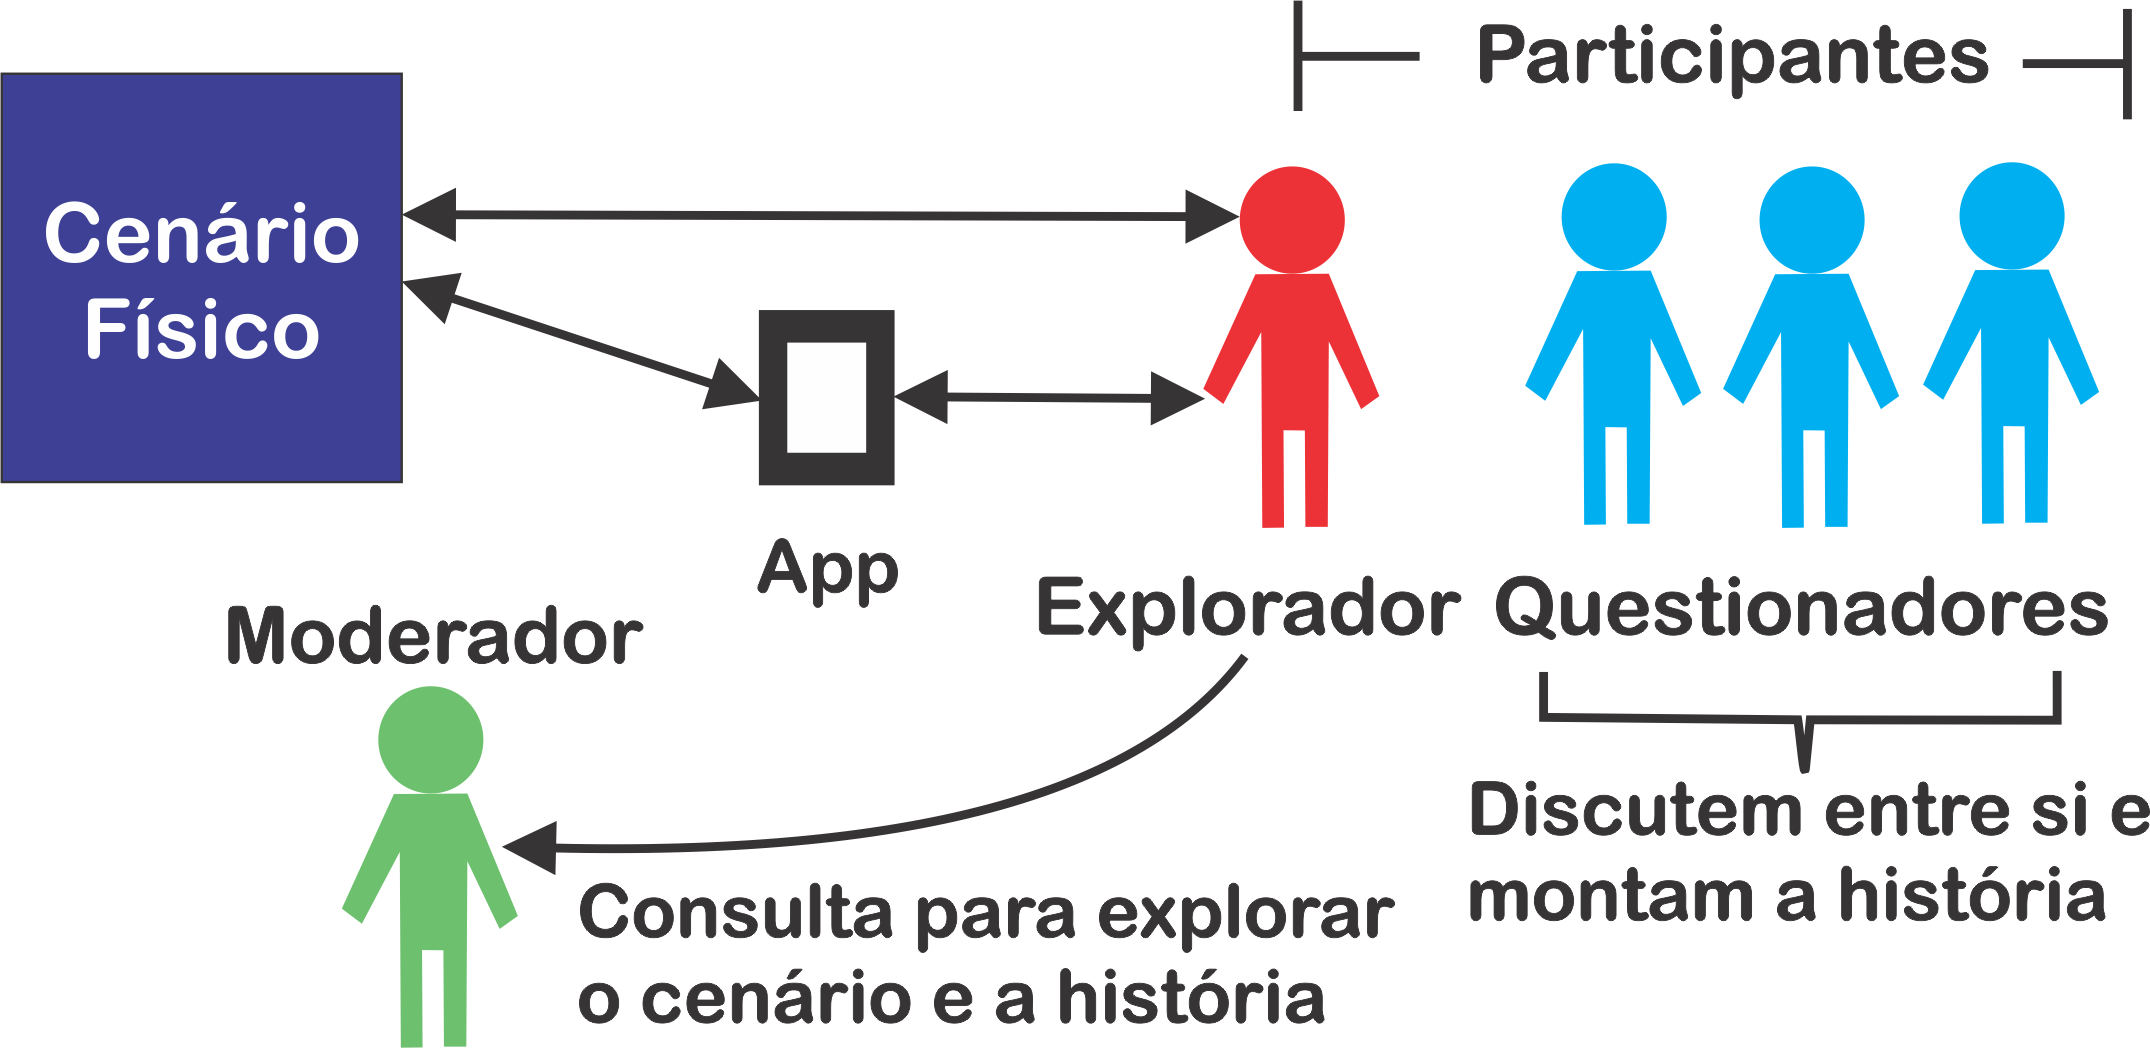 Participantes
Cenário
Físico
App
Explorador
Questionadores
Moderador
Discutem entre si e
montam a história
Consulta para explorar
o cenário e a história